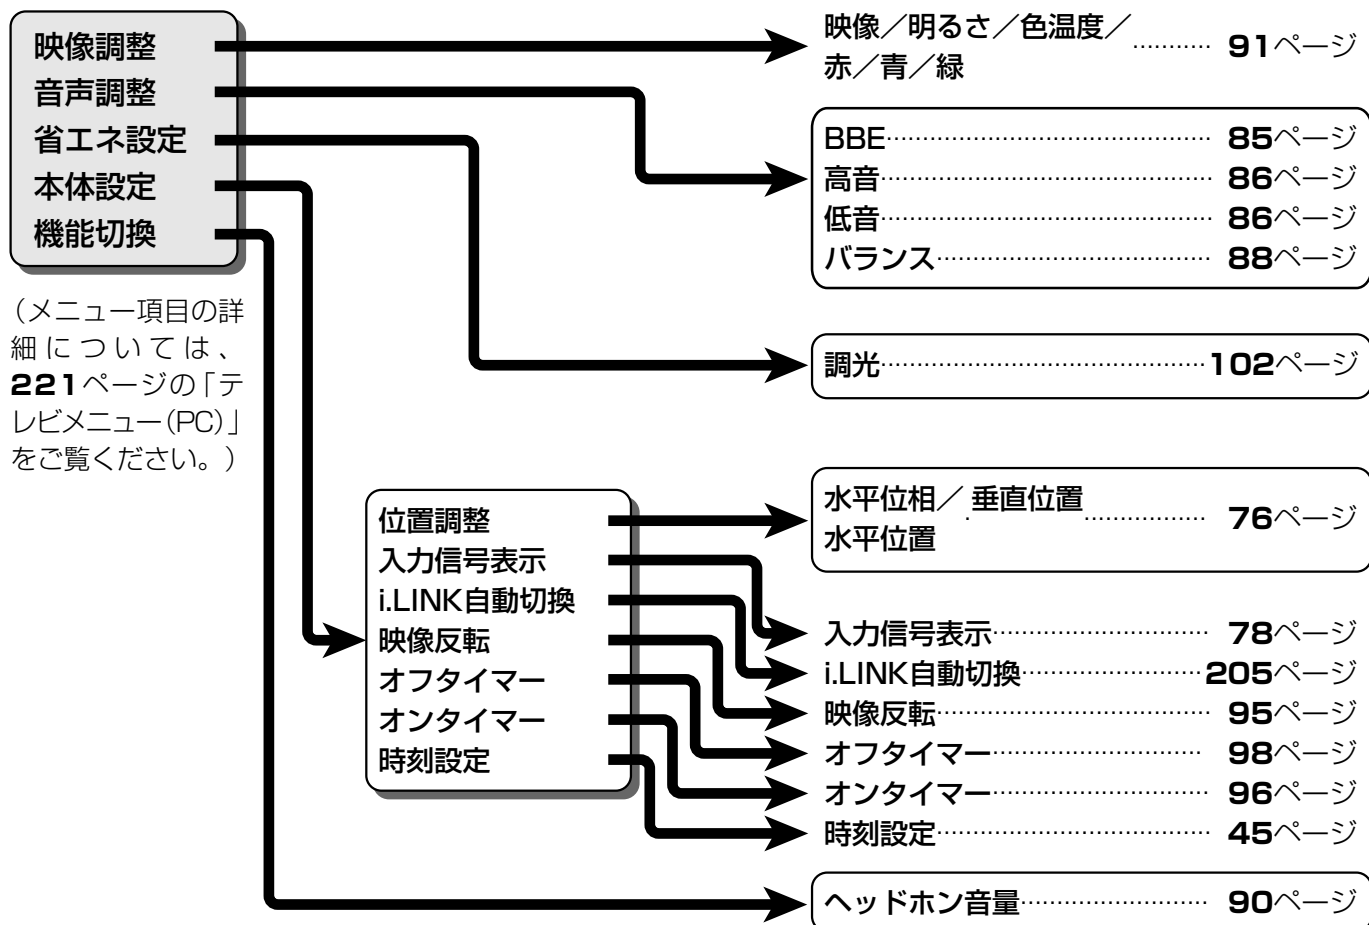 映像調整
音声調整
省エネ設定
本体設定
機能切換
(メニュー項目の詳
細については、
221ページの「テ
レビメニュー(PC)」
をご覧ください。)
映像／明るさ／色温度／
赤／青／緑 ………… 91ページ
BBE………………………………… 85ページ
高音………………………………… 86ページ
低音………………………………… 86ページ
バランス…………………………… 88ページ
調光…………………………………102ページ
位置調整
入力信号表示
i.LINK自動切換
映像反転
オフタイマー
オンタイマー
時刻設定
水平位相／垂直位置
水平位置 ……………… 76ページ
入力信号表示………………………… 78ページ
i.LINK自動切換……………………205ページ
映像反転……………………………… 95ページ
オフタイマー………………………… 98ページ
オンタイマー………………………… 96ページ
時刻設定……………………………… 45ページ
ヘッドホン音量……………………… 90ページ